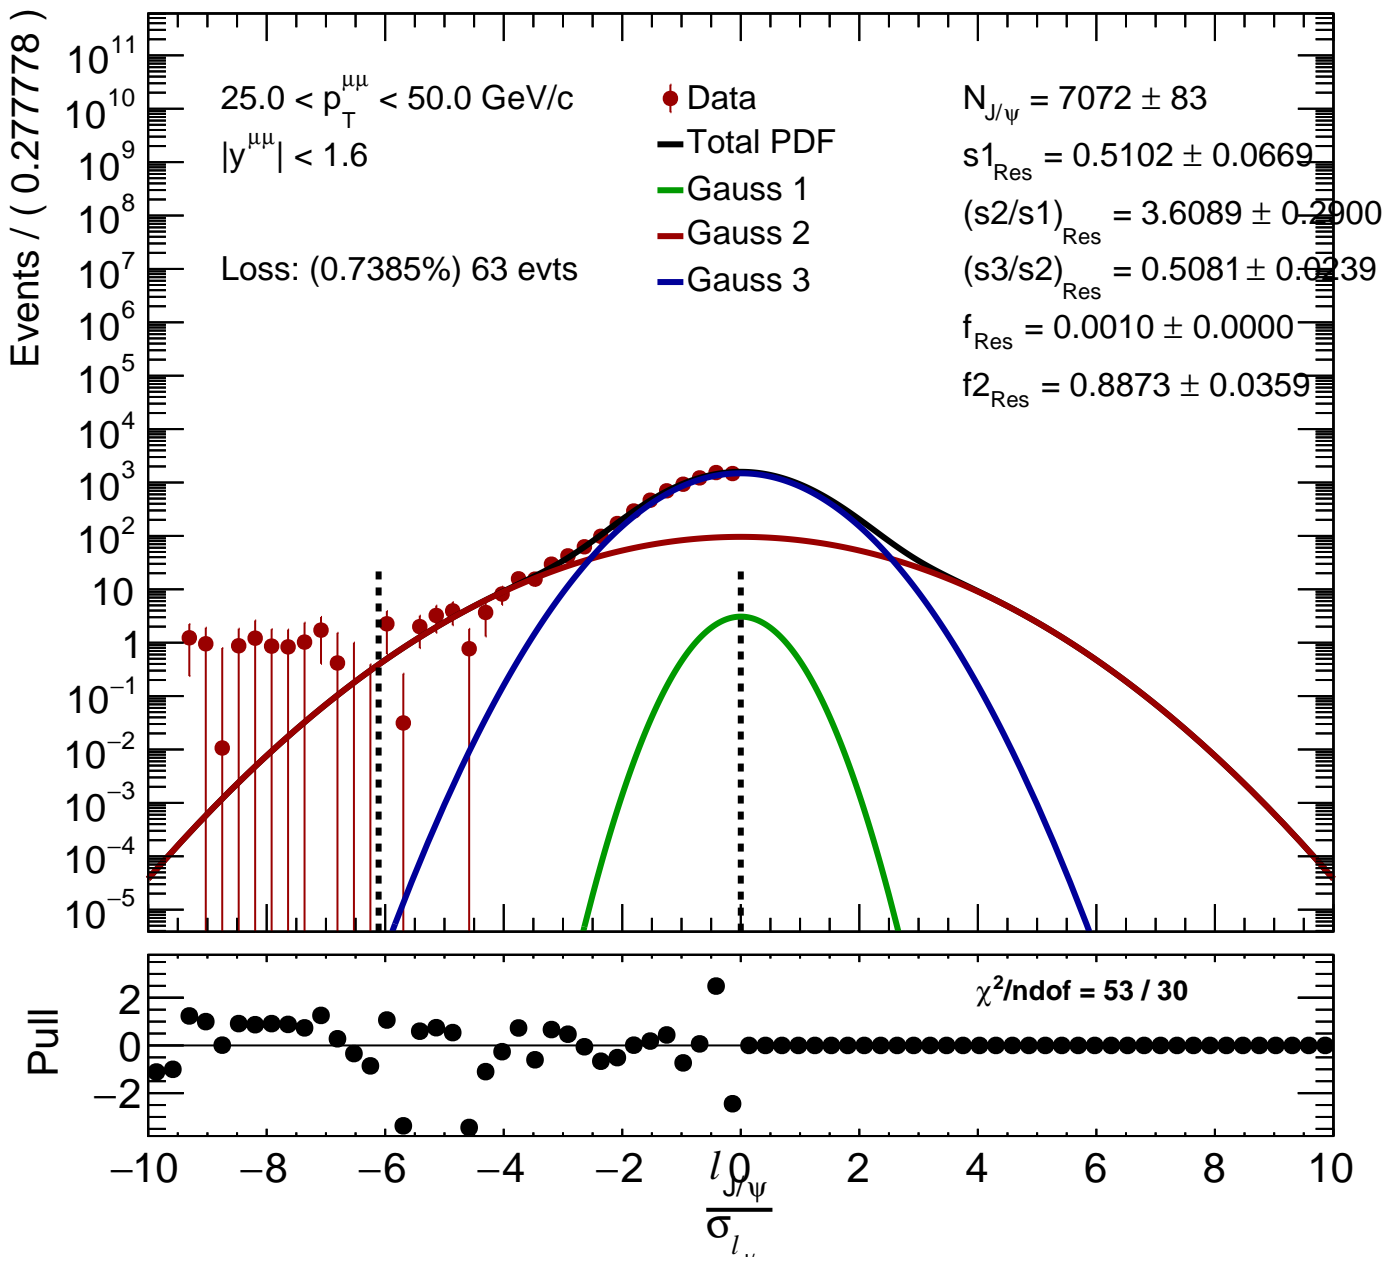 Events / ( 0.277778 )
10^11
10^10
10^9
10^8
10^7
10^6
10^5
10^4
10^3
10^2
10
1
10^−1
10^−2
10^−3
10^−4
10^−5
25.0 < p_T^μμ < 50.0 GeV/c
|y^μμ| < 1.6
Loss: (0.7385%) 63 evts
Data
Total PDF
Gauss 1
Gauss 2
Gauss 3
N_J/ψ = 7072 ± 83
s1_Res = 0.5102 ± 0.0669
(s2/s1)_Res = 3.6089 ± 0.2900
(s3/s2)_Res = 0.5081 ± 0.0239
f_Res = 0.0010 ± 0.0000
f2_Res = 0.8873 ± 0.0359
Pull
2
0
−2
χ²/ndof = 53 / 30
−10 −8 −6 −4 −2 0 2 4 6 8 10
l_J/ψ
σ_l